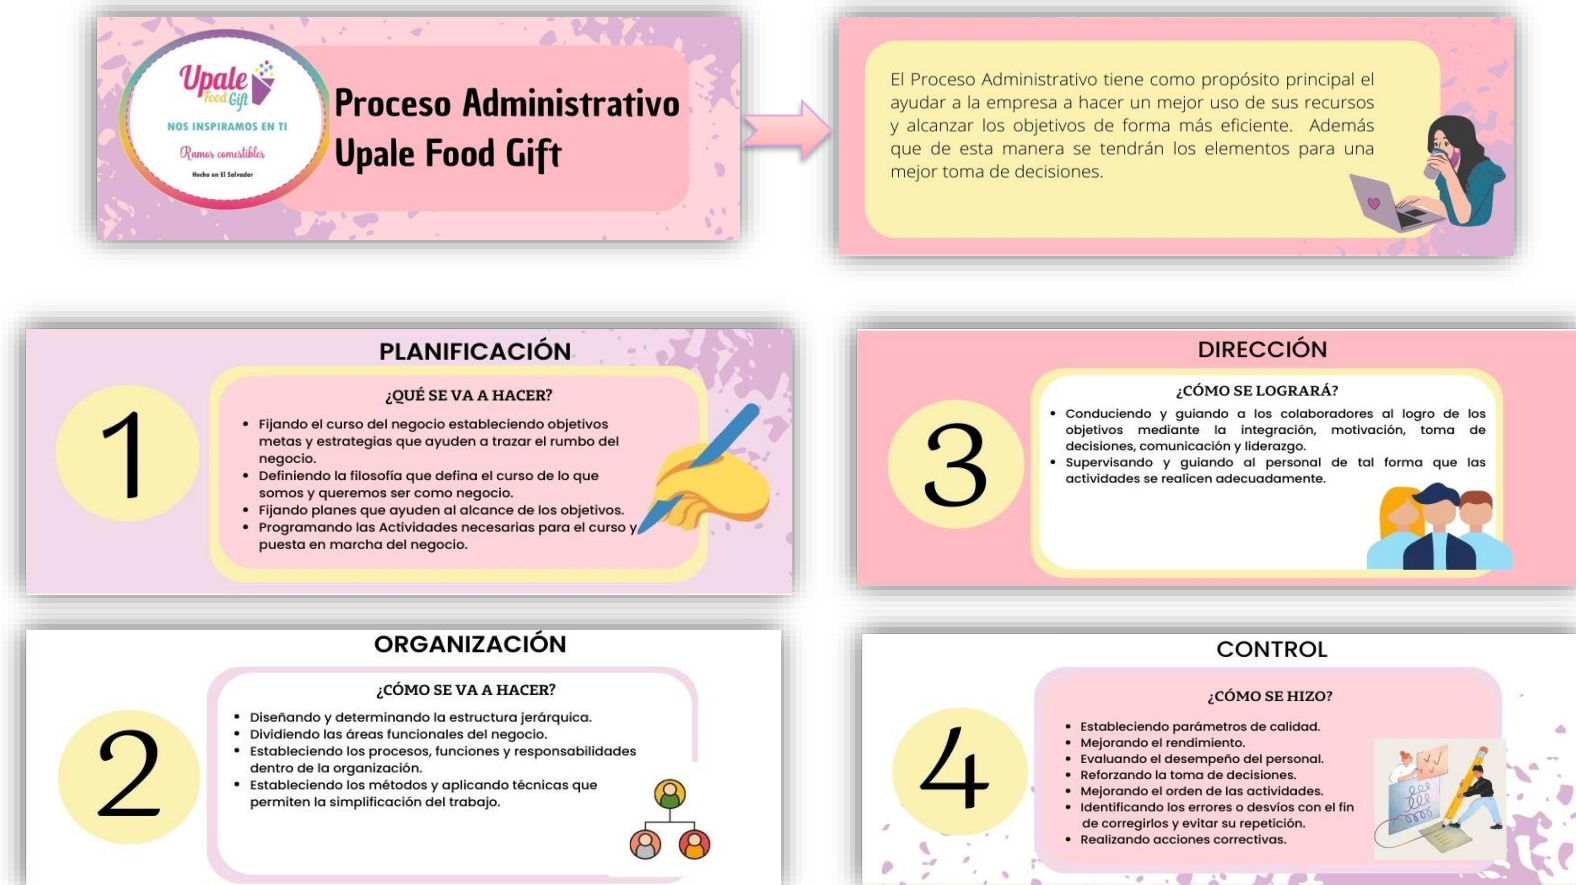 Upale
Food Gift
NOS INSPIRAMOS EN TI
Ramos comestibles
Hecho en El Salvador
Proceso Administrativo
Upale Food Gift
El Proceso Administrativo tiene como propósito principal el
ayudar a la empresa a hacer un mejor uso de sus recursos
y alcanzar los objetivos de forma más eficiente. Además
que de esta manera se tendrán los elementos para una
mejor toma de decisiones.
PLANIFICACIÓN
1
¿QUÉ SE VA A HACER?
• Fijando el curso del negocio estableciendo objetivos
metas y estrategias que ayuden a trazar el rumbo del
negocio.
• Definiendo la filosofía que defina el curso de lo que
somos y queremos ser como negocio.
• Fijando planes que ayuden al alcance de los objetivos.
• Programando las Actividades necesarias para el curso y
puesta en marcha del negocio.
ORGANIZACIÓN
2
¿CÓMO SE VA A HACER?
• Diseñando y determinando la estructura jerárquica.
• Dividiendo las áreas funcionales del negocio.
• Estableciendo los procesos, funciones y responsabilidades
dentro de la organización.
• Estableciendo los métodos y aplicando técnicas que
permiten la simplificación del trabajo.
DIRECCIÓN
3
¿CÓMO SE LOGRARÁ?
• Conduciendo y guiando a los colaboradores al logro de los
objetivos mediante la integración, motivación, toma de
decisiones, comunicación y liderazgo.
• Supervisando y guiando al personal de tal forma que las
actividades se realicen adecuadamente.
CONTROL
4
¿CÓMO SE HIZO?
• Estableciendo parámetros de calidad.
• Mejorando el rendimiento.
• Evaluando el desempeño del personal.
• Reforzando la toma de decisiones.
• Mejorando el orden de las actividades.
• Identificando los errores o desvíos con el fin
de corregirlos y evitar su repetición.
• Realizando acciones correctivas.